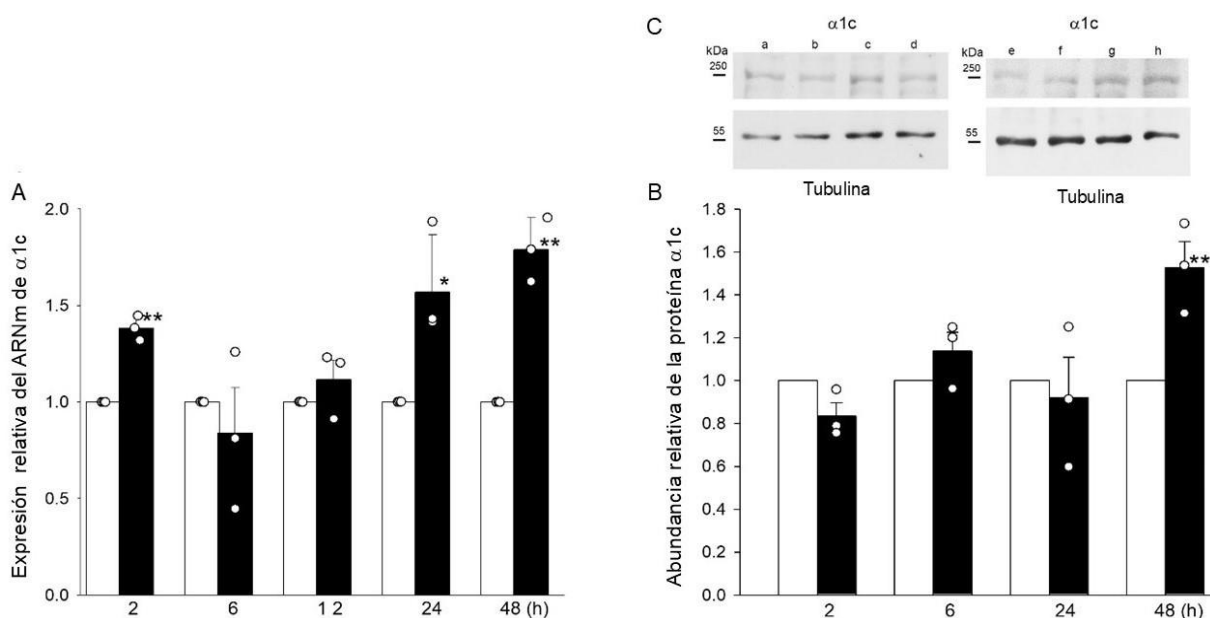 C
α1c
α1c
kDa
a b c d
250
kDa
e f g h
250
55
55
Tubulina
Tubulina
A
Expresión relativa del ARNm de α1c
2.0
1.5
1.0
0.5
0.0
** * **
2 6 1 2 24 48 (h)
B
Abundancia relativa de la proteína α1c
1.8
1.6
1.4
1.2
1.0
0.8
0.6
0.4
0.2
0.0
**
2 6 24 48 (h)